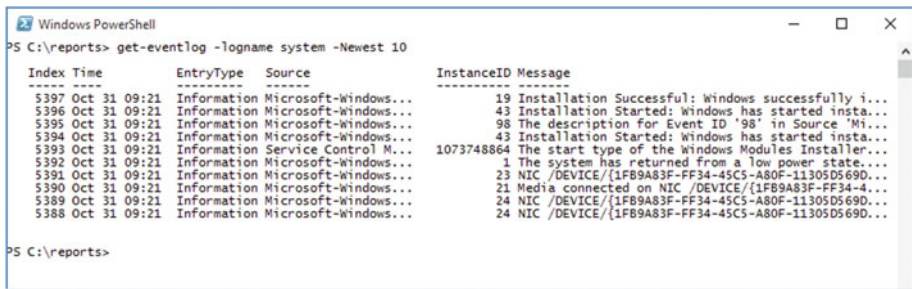 Windows PowerShell
PS C:\reports> get-eventlog -logname system -Newest 10
Index Time EntryType Source InstanceID Message
----- ---- --------- ------ ---------- -------
5397 Oct 31 09:21 Information Microsoft-Windows... 19 Installation Successful: Windows successfully i...
5396 Oct 31 09:21 Information Microsoft-Windows... 43 Installation Started: Windows has started insta...
5395 Oct 31 09:21 Information Microsoft-Windows... 98 The description for Event ID '98' in Source 'Mi...
5394 Oct 31 09:21 Information Microsoft-Windows... 43 Installation Started: Windows has started insta...
5393 Oct 31 09:21 Information Service Control M... 1073748864 The start type of the Windows Modules Installer...
5392 Oct 31 09:21 Information Microsoft-Windows... 1 The system has returned from a low power state....
5391 Oct 31 09:21 Information Microsoft-Windows... 23 NIC /DEVICE/{1FB9A83F-FF34-45C5-A80F-11305D569D...
5390 Oct 31 09:21 Information Microsoft-Windows... 21 Media connected on NIC /DEVICE/{1FB9A83F-FF34-4...
5389 Oct 31 09:21 Information Microsoft-Windows... 24 NIC /DEVICE/{1FB9A83F-FF34-45C5-A80F-11305D569D...
5388 Oct 31 09:21 Information Microsoft-Windows... 24 NIC /DEVICE/{1FB9A83F-FF34-45C5-A80F-11305D569D...
PS C:\reports>